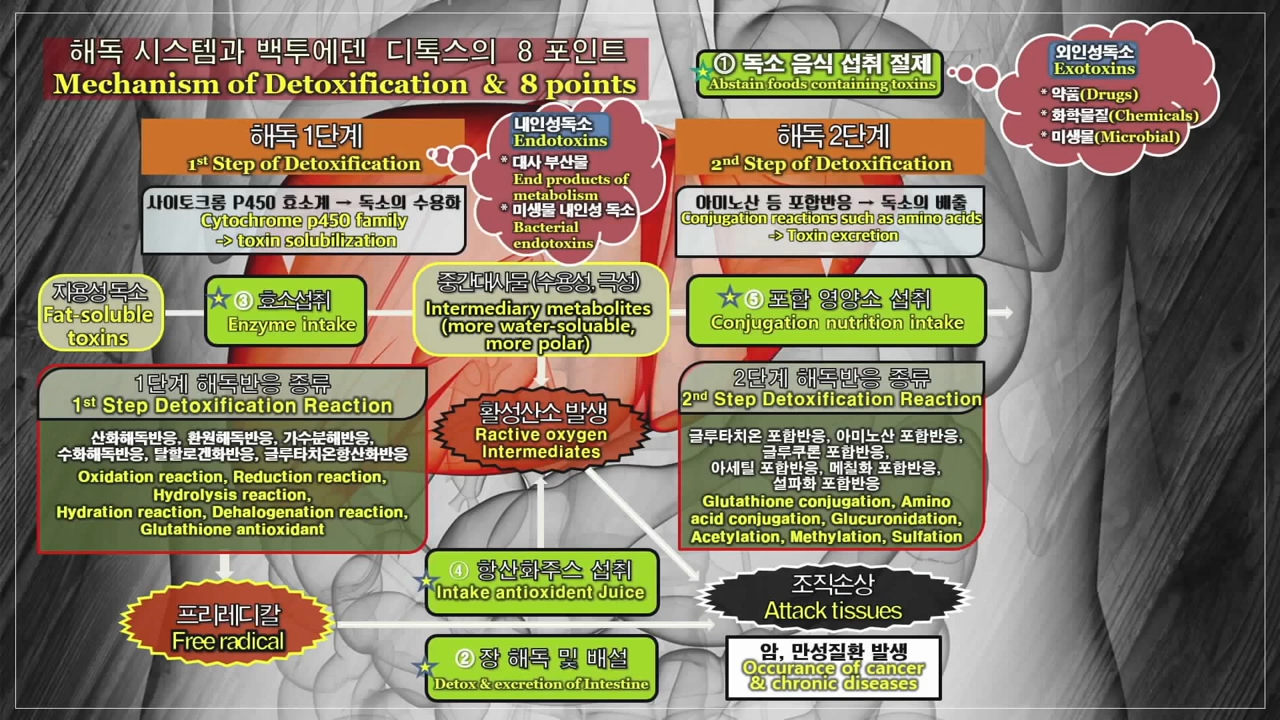 해독 시스템과 백투에덴 디톡스의 8 포인트
Mechanism of Detoxification & 8 points
① 독소 음식 섭취 절제
Abstain foods containing toxins
외인성독소
Exotoxins
* 약품(Drugs)
* 화학물질(Chemicals)
* 미생물(Microbial)
해독 1단계
1st Step of Detoxification
내인성독소
Endotoxins
* 대사 부산물
End products of
metabolism
* 미생물 내인성 독소
Bacterial
endotoxins
해독 2단계
2nd Step of Detoxification
사이토크롬 P450 효소계 → 독소의 수용화
Cytochrome p450 family
-> toxin solubilization
아미노산 등 포합반응 → 독소의 배출
Conjugation reactions such as amino acids
-> Toxin excretion
지용성 독소
Fat-soluble
toxins
③ 효소섭취
Enzyme intake
중간대사물 (수용성, 극성)
Intermediary metabolites
(more water-soluable,
more polar)
⑤ 포합 영양소 섭취
Conjugation nutrition intake
1단계 해독반응 종류
1st Step Detoxification Reaction
산화해독반응, 환원해독반응, 가수분해반응,
수화해독반응, 탈할로겐화반응, 글루타치온항산화반응
Oxidation reaction, Reduction reaction,
Hydrolysis reaction,
Hydration reaction, Dehalogenation reaction,
Glutathione antioxidant
활성산소 발생
Ractive oxygen
Intermediates
2단계 해독반응 종류
2nd Step Detoxification Reaction
글루타치온 포합반응, 아미노산 포합반응,
글루쿠론 포합반응,
아세틸 포합반응, 메칠화 포합반응,
설파화 포합반응
Glutathione conjugation, Amino
acid conjugation, Glucuronidation,
Acetylation, Methylation, Sulfation
④ 항산화주스 섭취
Intake antioxident Juice
프리레디칼
Free radical
조직손상
Attack tissues
② 장 해독 및 배설
Detox & excretion of Intestine
암, 만성질환 발생
Occurance of cancer
& chronic diseases